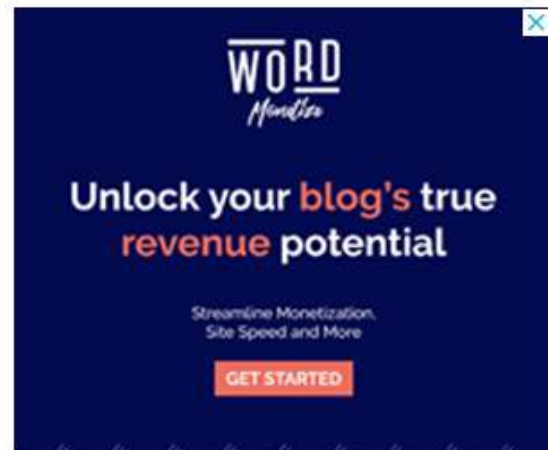 WORD
Monetize
Unlock your blog's true
revenue potential
Streamline Monetization,
Site Speed and More
GET STARTED